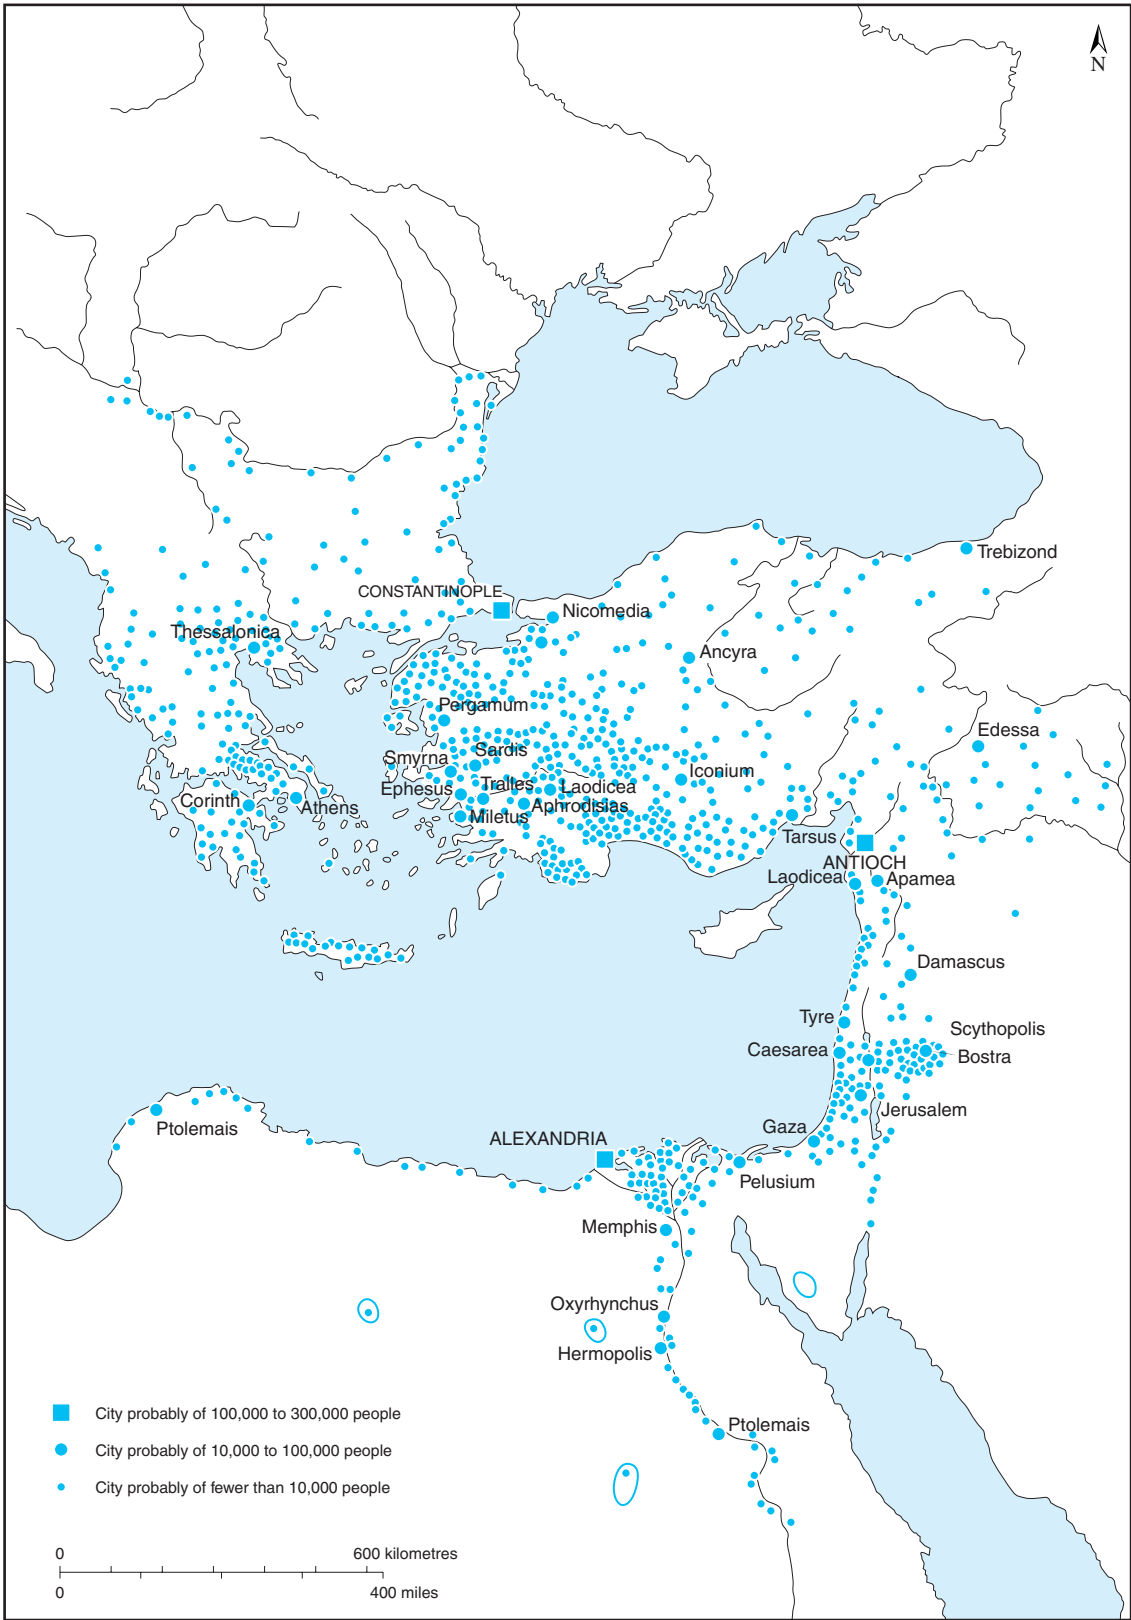 N
Trebizond
CONSTANTINOPLE
Nicomedia
Thessalonica
Ancyra
Pergamum
Edessa
Sardis
Smyrna
Iconium
Ephesus
Tralles
Laodicea
Corinth
Athens
Aphrodisias
Miletus
Tarsus
ANTIOCH
Laodicea
Apamea
Damascus
Tyre
Scythopolis
Caesarea
Bostra
Jerusalem
Ptolemais
Gaza
ALEXANDRIA
Pelusium
Memphis
Oxyrhynchus
Hermopolis
Ptolemais
City probably of 100,000 to 300,000 people
City probably of 10,000 to 100,000 people
City probably of fewer than 10,000 people
0 600 kilometres
0 400 miles